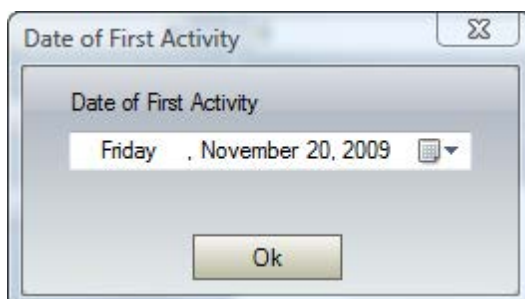 Date of First Activity
Date of First Activity
Friday , November 20, 2009
Ok